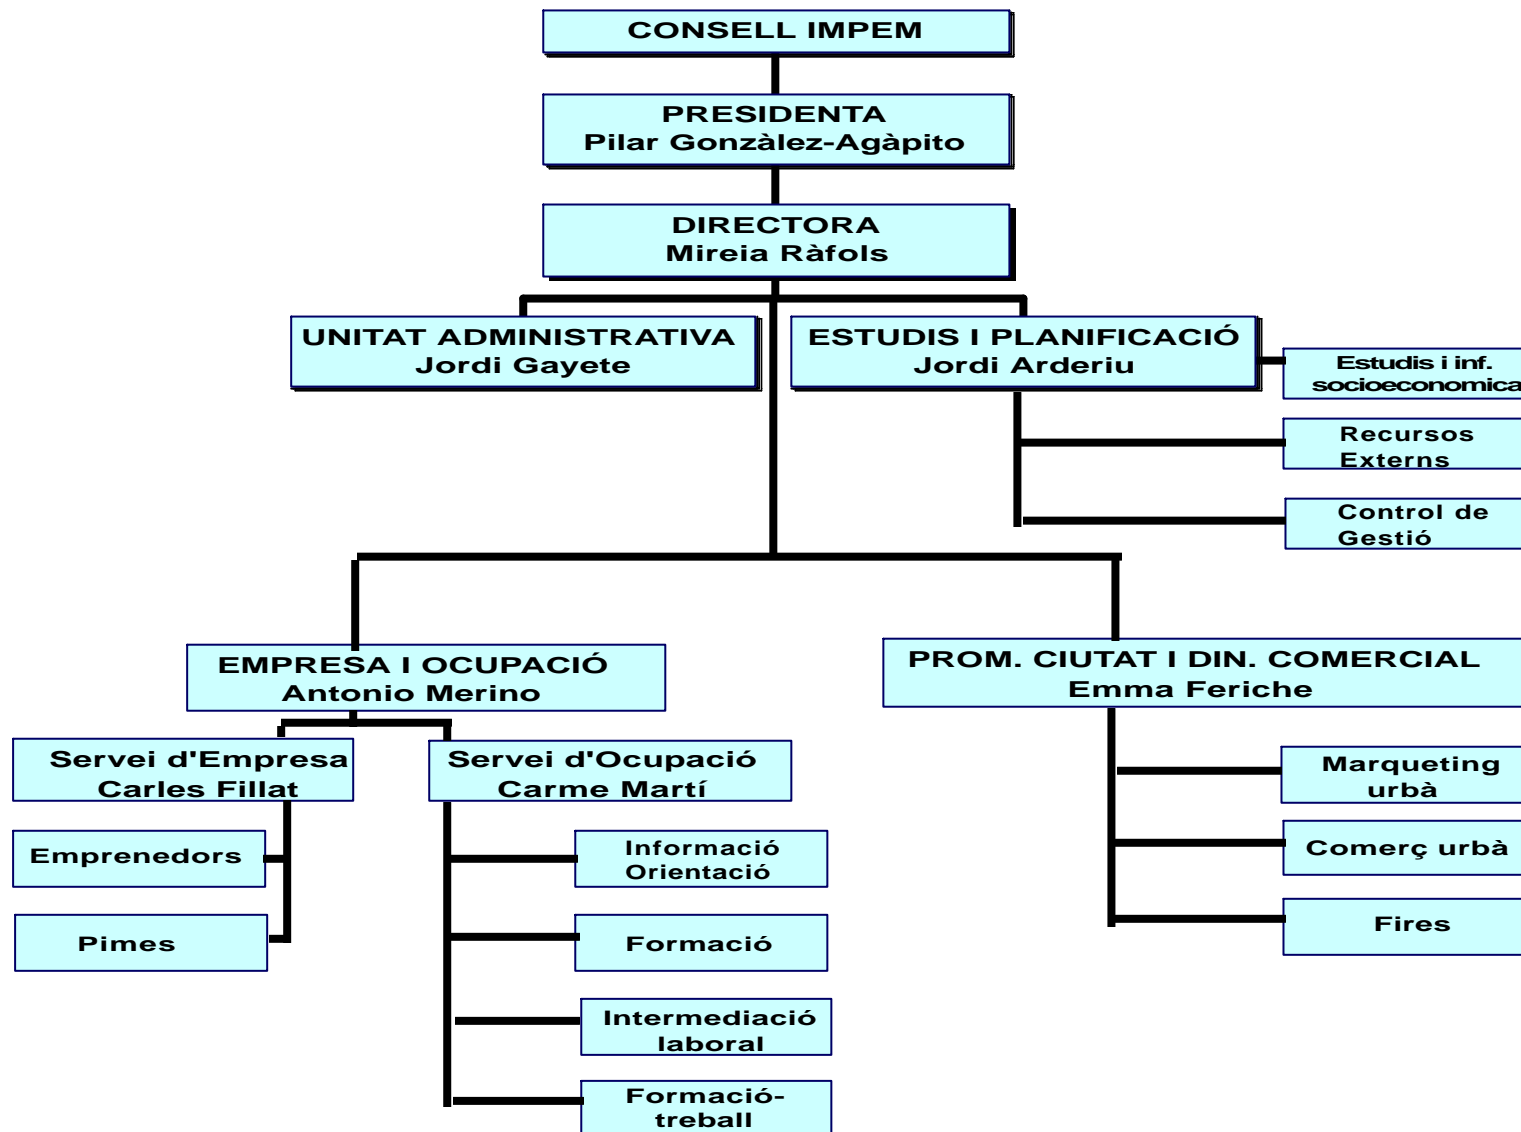 CONSELL IMPEM
PRESIDENTA
Pilar Gonzàlez-Agàpito
DIRECTORA
Mireia Ràfols
UNITAT ADMINISTRATIVA
Jordi Gayete
ESTUDIS I PLANIFICACIÓ
Jordi Arderiu
Estudis i inf.
socioeconomica
Recursos
Externs
Control de
Gestió
EMPRESA I OCUPACIÓ
Antonio Merino
PROM. CIUTAT I DIN. COMERCIAL
Emma Feriche
Servei d'Empresa
Carles Fillat
Servei d'Ocupació
Carme Martí
Emprenedors
Pimes
Informació
Orientació
Formació
Intermediació
laboral
Formació-
treball
Marqueting
urbà
Comerç urbà
Fires